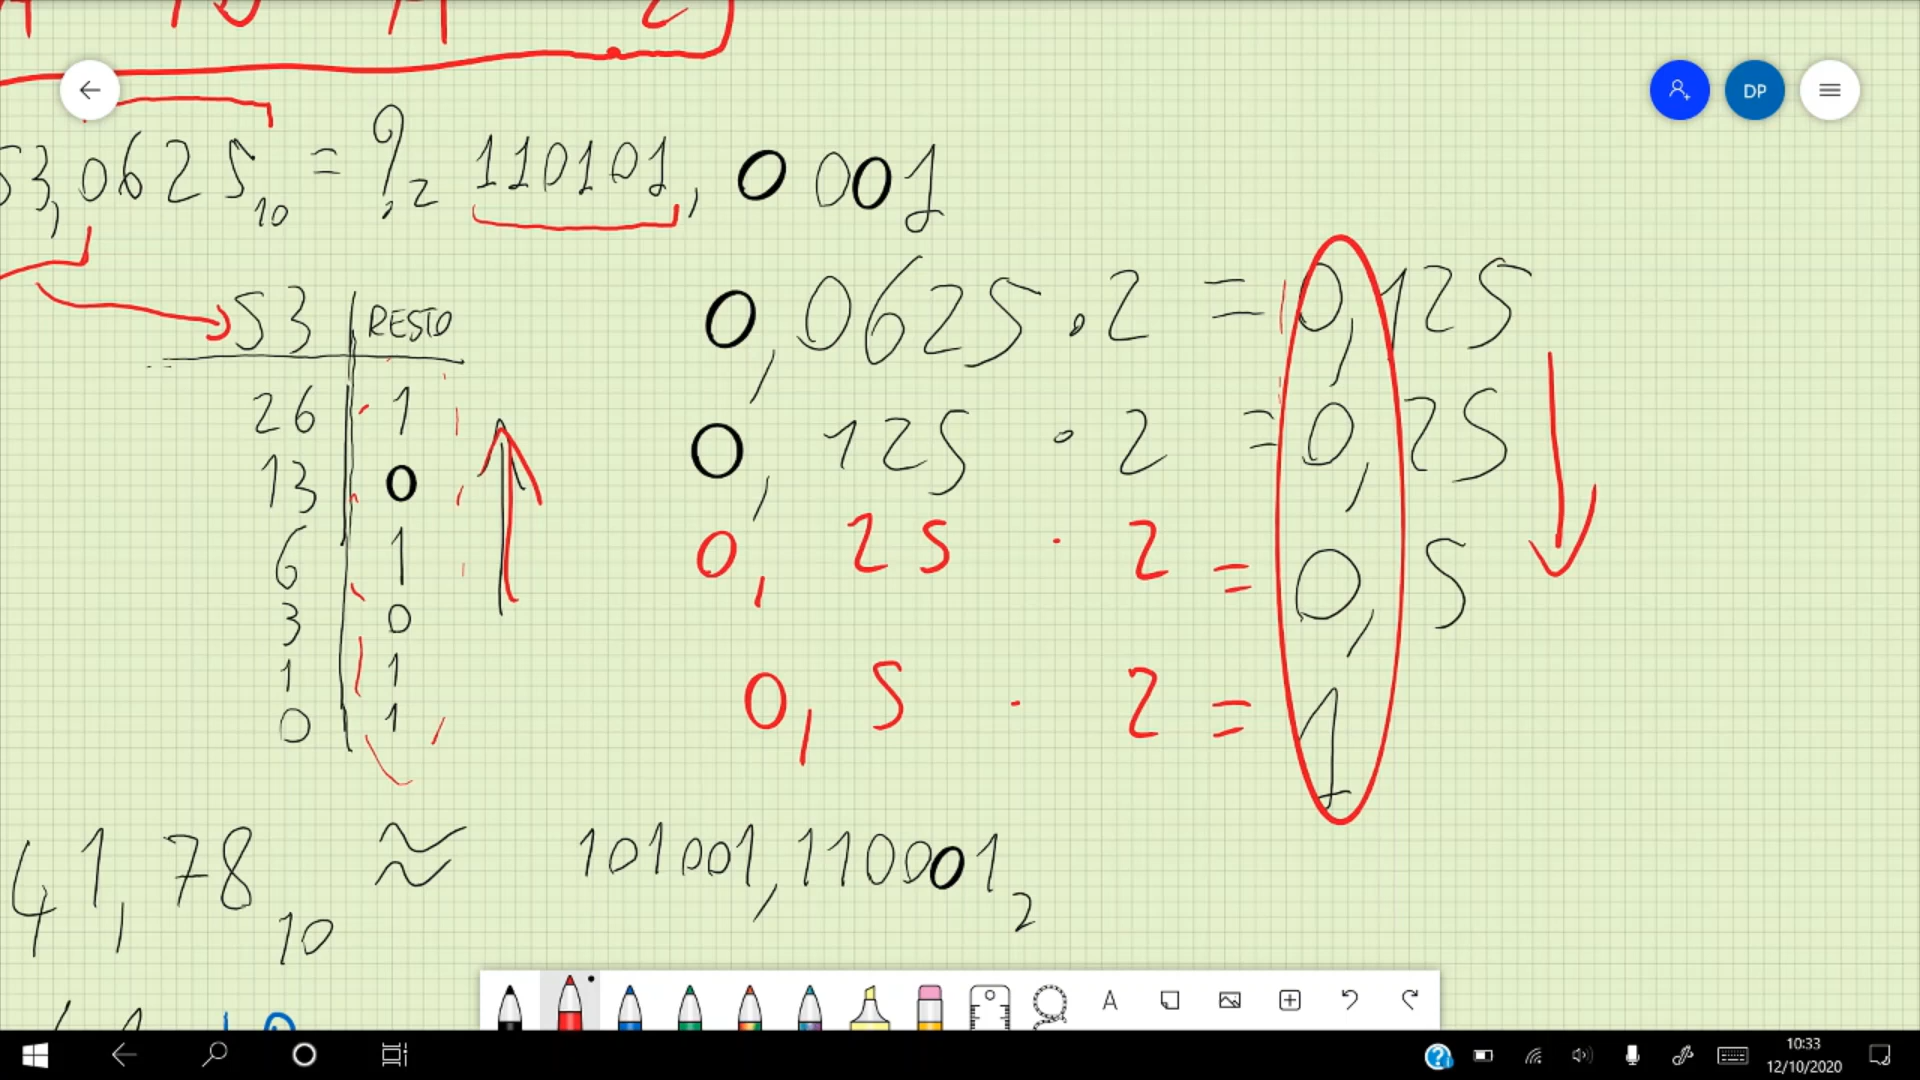 DP
53,0625₁₀ = ?₂ 110101, 0001
53 | RESTO
26 | 1
13 | 0
6 | 1
3 | 0
1 | 1
0 | 1
0,0625 · 2 = 0,125
0,125 · 2 = 0,25
0,25 · 2 = 0,5
0,5 · 2 = 1
41,78₁₀ ≈ 101001,110001₂
A
10:33
12/10/2020